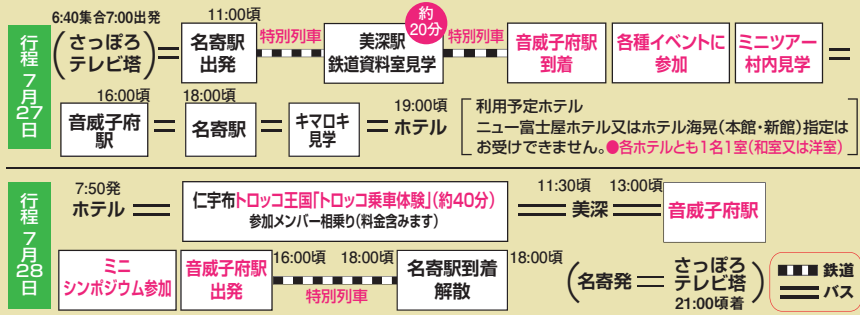 行程 7月27日
6:40集合7:00出発
(さっぽろ
テレビ塔)
11:00頃
名寄駅
出発
特別列車
約
20分
美深駅
鉄道資料室見学
特別列車
音威子府駅
到着
各種イベントに
参加
ミニツアー
村内見学
16:00頃
音威子府
駅
18:00頃
名寄駅
キマロキ
見学
19:00頃
ホテル
利用予定ホテル
ニュー富士屋ホテル又はホテル海晃(本館・新館)指定は
お受けできません。●各ホテルとも1名1室(和室又は洋室)
行程 7月28日
7:50発
ホテル
仁宇布トロッコ王国「トロッコ乗車体験」(約40分)
参加メンバー相乗り(料金含みます)
11:30頃
美深
13:00頃
音威子府駅
ミニ
シンポジウム参加
音威子府駅
出発
16:00頃
特別列車
18:00頃
名寄駅到着
解散
18:00頃
(名寄発
さっぽろ
テレビ塔)
21:00頃着
鉄道
バス